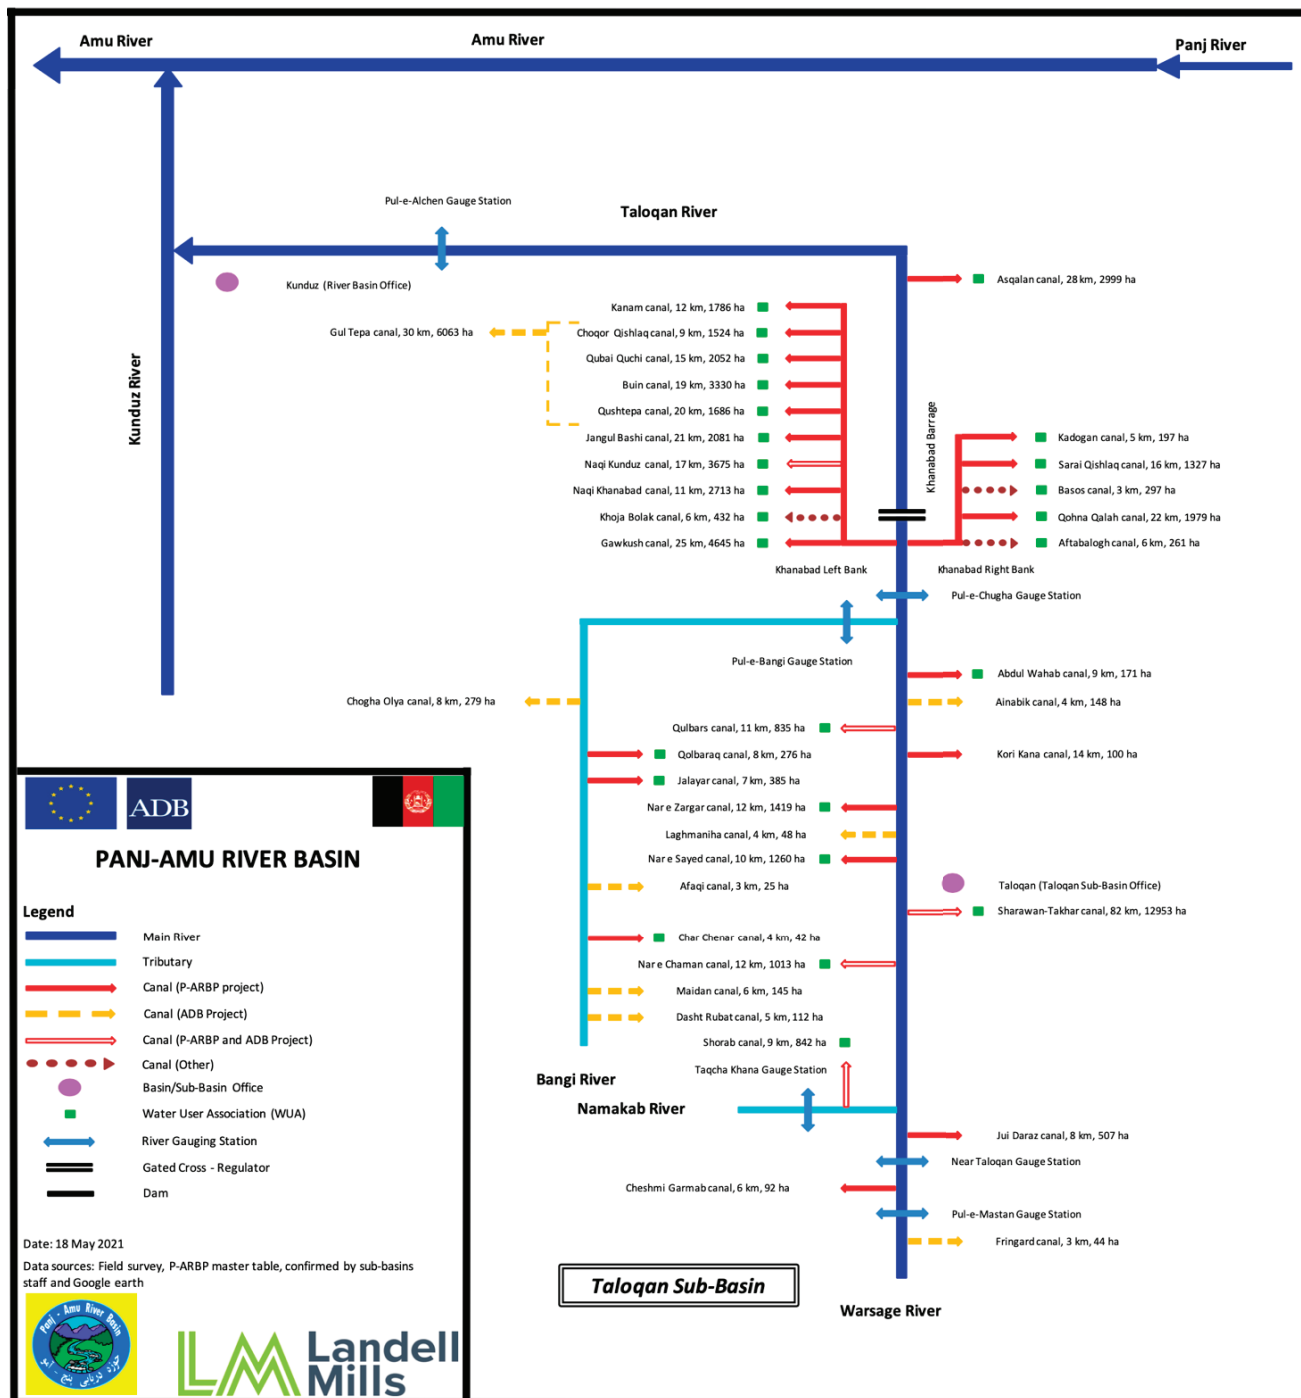 Amu River
Amu River
Panj River
Pul-e-Alchen Gauge Station
Taloqan River
Kunduz (River Basin Office)
Asqalan canal, 28 km, 2999 ha
Kanam canal, 12 km, 1786 ha
Gul Tepa canal, 30 km, 6063 ha
Choqor Qishlaq canal, 9 km, 1524 ha
Qubai Quchi canal, 15 km, 2052 ha
Buin canal, 19 km, 3330 ha
Qushtepa canal, 20 km, 1686 ha
Jangul Bashi canal, 21 km, 2081 ha
Naqi Kunduz canal, 17 km, 3675 ha
Naqi Khanabad canal, 11 km, 2713 ha
Khoja Bolak canal, 6 km, 432 ha
Gawkush canal, 25 km, 4645 ha
Kunduz River
Khanabad Barrage
Kadogan canal, 5 km, 197 ha
Sarai Qishlaq canal, 16 km, 1327 ha
Basos canal, 3 km, 297 ha
Qohna Qalah canal, 22 km, 1979 ha
Aftabalogh canal, 6 km, 261 ha
Khanabad Left Bank
Khanabad Right Bank
Pul-e-Chugha Gauge Station
Pul-e-Bangi Gauge Station
Abdul Wahab canal, 9 km, 171 ha
Chogha Olya canal, 8 km, 279 ha
Ainabik canal, 4 km, 148 ha
Qulbars canal, 11 km, 835 ha
Qolbaraq canal, 8 km, 276 ha
Kori Kana canal, 14 km, 100 ha
Jalayar canal, 7 km, 385 ha
Nar e Zargar canal, 12 km, 1419 ha
Laghmaniha canal, 4 km, 48 ha
Nar e Sayed canal, 10 km, 1260 ha
Afaqi canal, 3 km, 25 ha
Taloqan (Taloqan Sub-Basin Office)
Sharawan-Takhar canal, 82 km, 12953 ha
Char Chenar canal, 4 km, 42 ha
Nar e Chaman canal, 12 km, 1013 ha
Maidan canal, 6 km, 145 ha
Dasht Rubat canal, 5 km, 112 ha
Shorab canal, 9 km, 842 ha
Taqcha Khana Gauge Station
Bangi River
Namakab River
Jui Daraz canal, 8 km, 507 ha
Near Taloqan Gauge Station
Cheshmi Garmab canal, 6 km, 92 ha
Pul-e-Mastan Gauge Station
Fringard canal, 3 km, 44 ha
Taloqan Sub-Basin
Warsage River
ADB
PANJ-AMU RIVER BASIN
Legend
Main River
Tributary
Canal (P-ARBP project)
Canal (ADB Project)
Canal (P-ARBP and ADB Project)
Canal (Other)
Basin/Sub-Basin Office
Water User Association (WUA)
River Gauging Station
Gated Cross - Regulator
Dam
Date: 18 May 2021
Data sources: Field survey, P-ARBP master table, confirmed by sub-basins
staff and Google earth
Panj - Amu River Basin
حوزه دریایی پنج - آمو
LM Landell
Mills